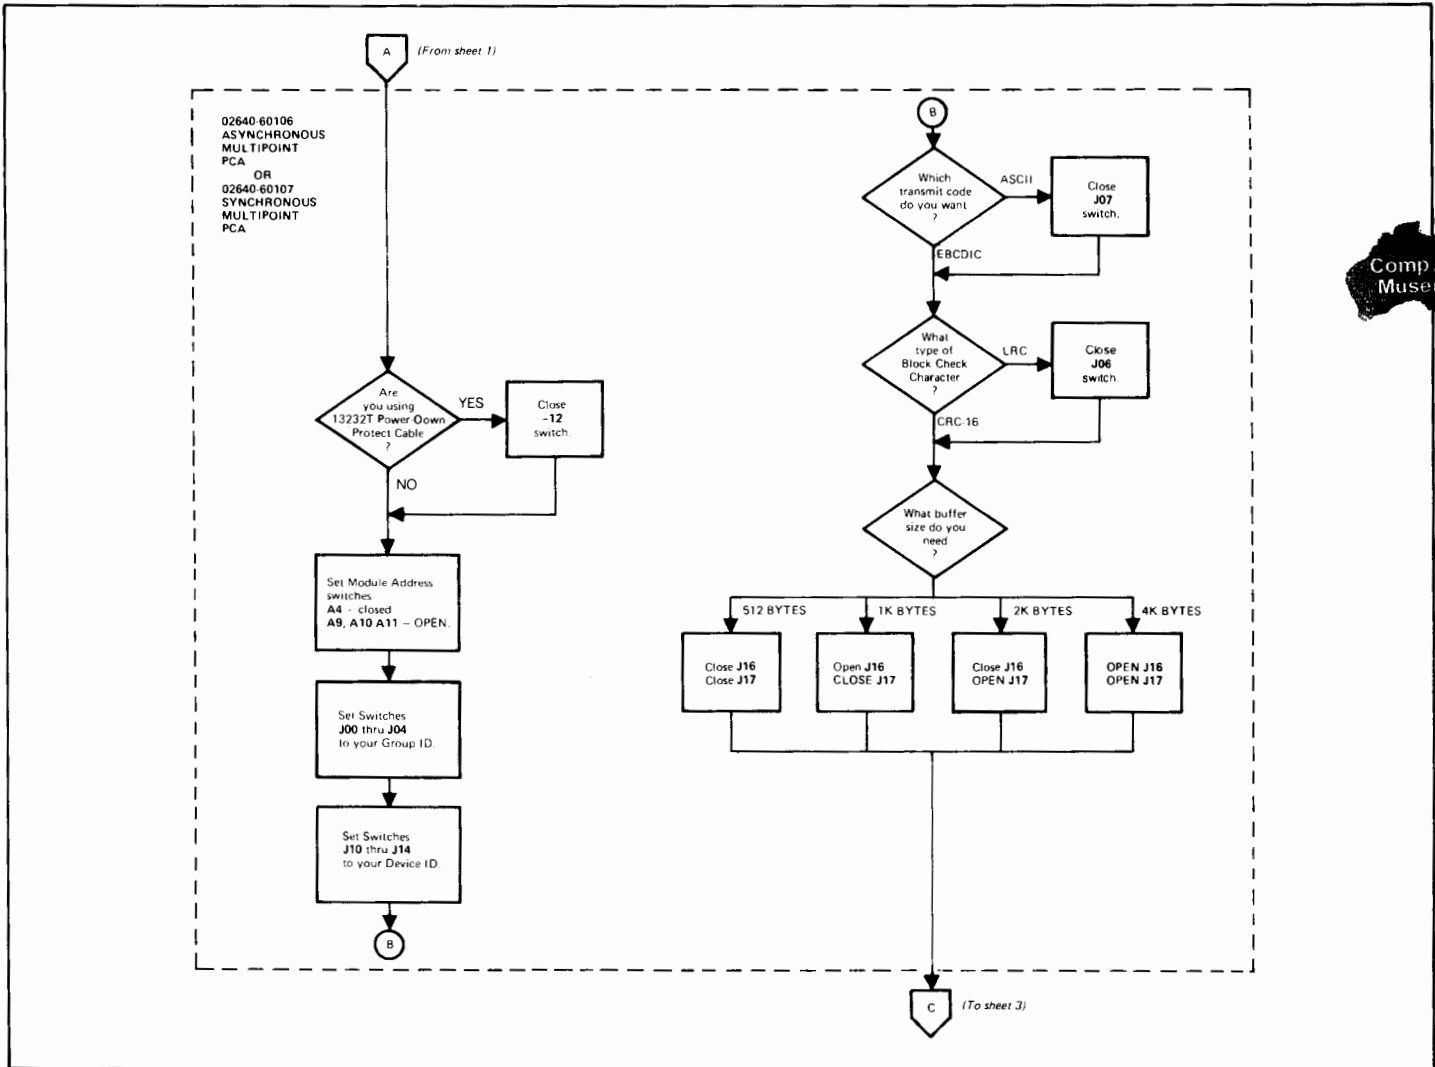 A (From sheet 1)
02640-60106
ASYNCHRONOUS
MULTIPOINT
PCA
OR
02640-60107
SYNCHRONOUS
MULTIPOINT
PCA
Are
you using
13232T Power-Down
Protect Cable
?
YES
Close
-12
switch.
NO
Set Module Address
switches
A4 - closed
A9, A10 A11 – OPEN.
Set Switches
J00 thru J04
to your Group ID.
Set Switches
J10 thru J14
to your Device ID.
B
B
Which
transmit code
do you want
?
ASCII
Close
J07
switch.
EBCDIC
What
type of
Block Check
Character
?
LRC
Close
J06
switch.
CRC-16
What buffer
size do you
need
?
512 BYTES
1K BYTES
2K BYTES
4K BYTES
Close J16
Close J17
Open J16
CLOSE J17
Close J16
OPEN J17
OPEN J16
OPEN J17
C (To sheet 3)
Comp
Muse